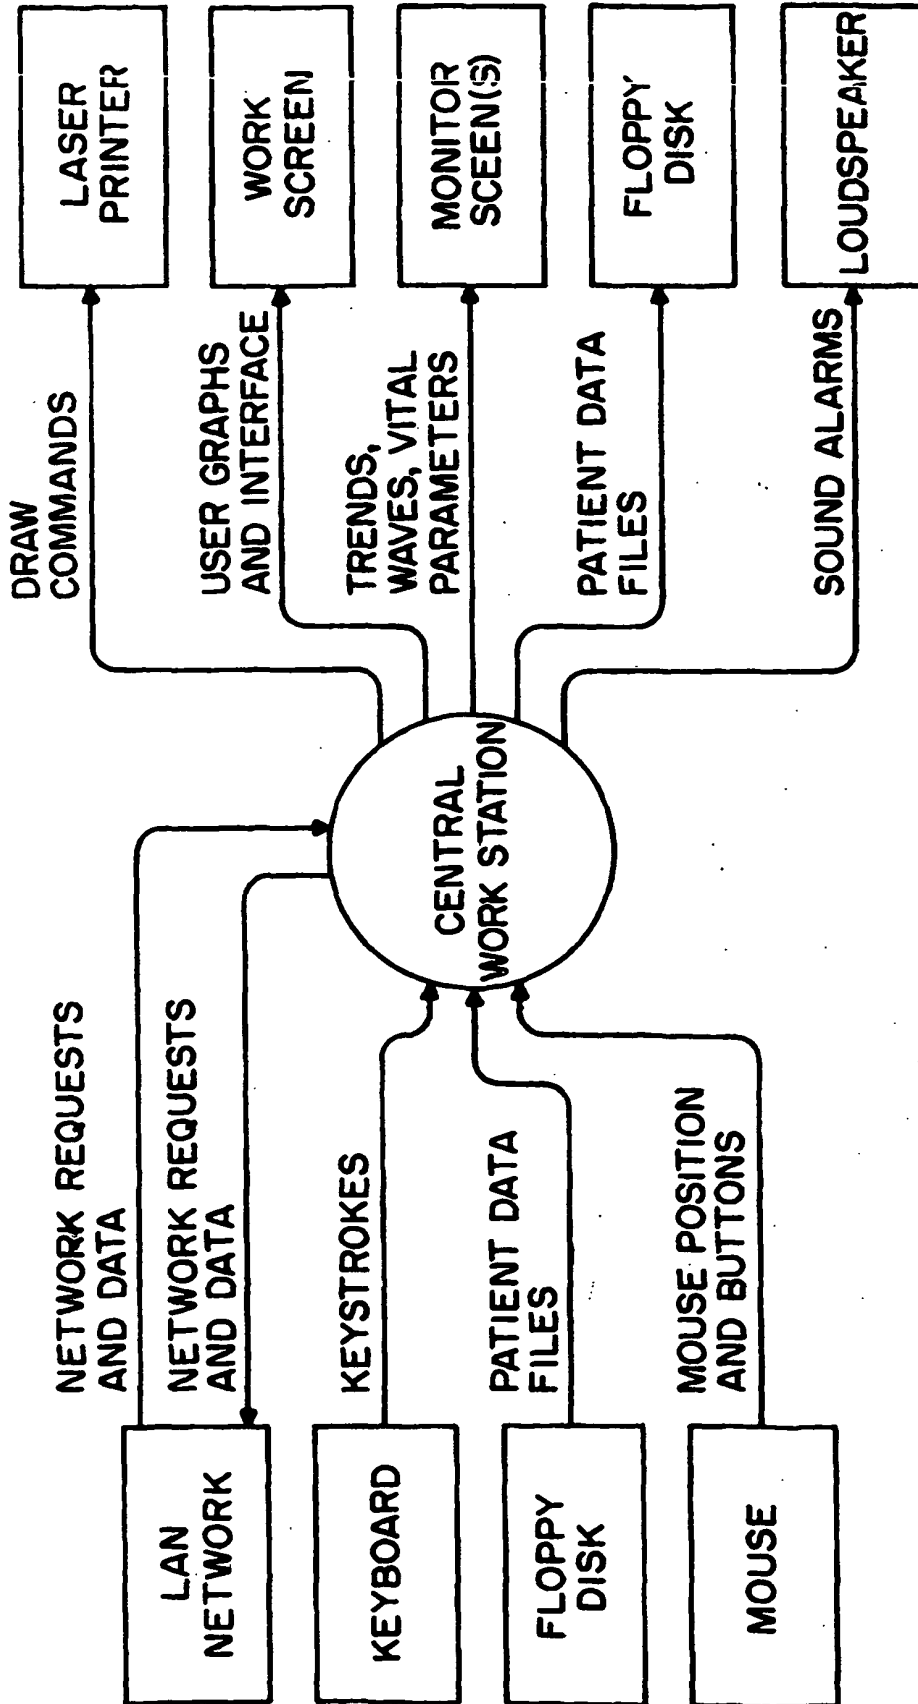 LAN
NETWORK
NETWORK REQUESTS
AND DATA
NETWORK REQUESTS
AND DATA
KEYBOARD
KEYSTROKES
FLOPPY
DISK
PATIENT DATA
FILES
MOUSE
MOUSE POSITION
AND BUTTONS
CENTRAL
WORK STATION
DRAW
COMMANDS
LASER
PRINTER
USER GRAPHS
AND INTERFACE
WORK
SCREEN
TRENDS,
WAVES, VITAL
PARAMETERS
MONITOR
SCEEN(S)
PATIENT DATA
FILES
FLOPPY
DISK
SOUND ALARMS
LOUDSPEAKER